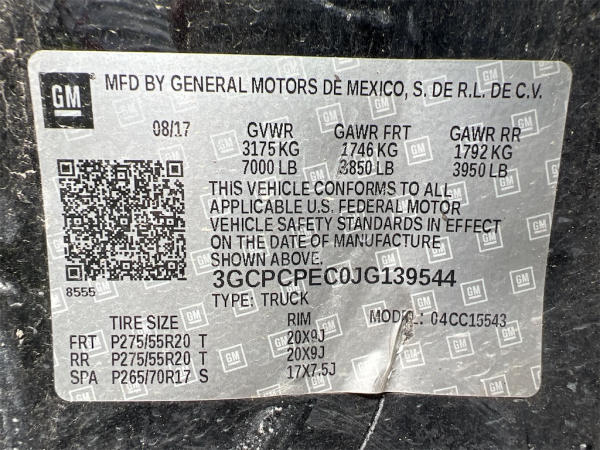 GM MFD BY GENERAL MOTORS DE MEXICO, S. DE R.L. DE C.V.
08/17 GVWR GAWR FRT GAWR RR
3175 KG 1746 KG 1792 KG
7000 LB 3850 LB 3950 LB
THIS VEHICLE CONFORMS TO ALL
APPLICABLE U.S. FEDERAL MOTOR
VEHICLE SAFETY STANDARDS IN EFFECT
ON THE DATE OF MANUFACTURE
SHOWN ABOVE.
8555 3GCPCPEC0JG139544
TYPE: TRUCK
TIRE SIZE RIM MODEL: 04CC15543
FRT P275/55R20 T 20X9J
RR P275/55R20 T 20X9J
SPA P265/70R17 S 17X7.5J